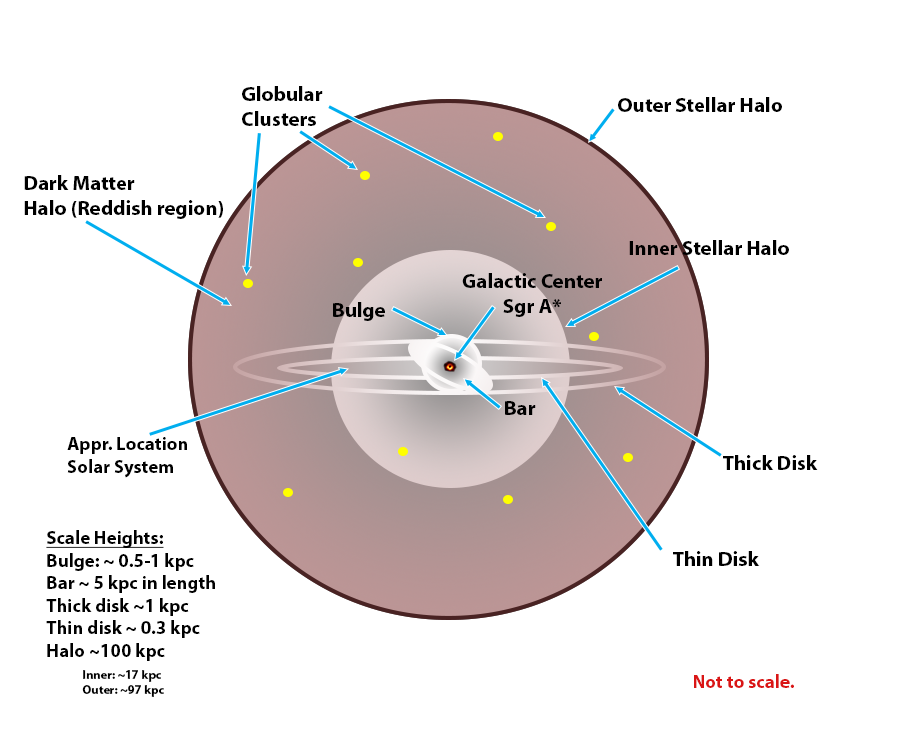 Globular
Clusters
Outer Stellar Halo
Dark Matter
Halo (Reddish region)
Inner Stellar Halo
Galactic Center
Sgr A*
Bulge
Bar
Appr. Location
Solar System
Thick Disk
Thin Disk
Scale Heights:
Bulge: ~ 0.5-1 kpc
Bar ~ 5 kpc in length
Thick disk ~1 kpc
Thin disk ~ 0.3 kpc
Halo ~100 kpc
Inner: ~17 kpc
Outer: ~97 kpc
Not to scale.